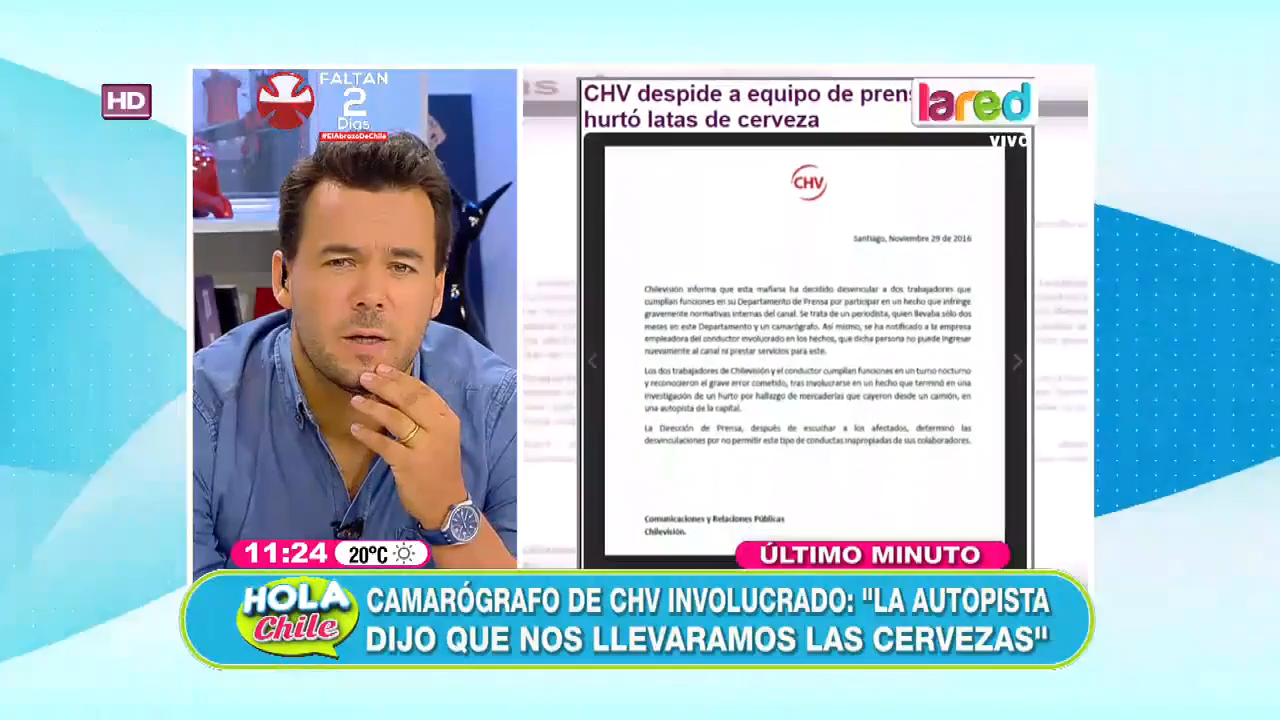 HD
FALTAN
2
Días
#ElAbrazoDeChile
CHV despide a equipo de prens
hurtó latas de cerveza
lared
VIVO
CHV
Santiago, Noviembre 29 de 2016
Chilevisión informa que esta mañana ha decidido desvincular a dos trabajadores que
cumplían funciones en su Departamento de Prensa por participar en un hecho que infringe
gravemente normativas internas del canal. Se trata de un periodista, quien llevaba sólo dos
meses en este Departamento y un camarógrafo. Así mismo, se ha notificado a la empresa
empleadora del conductor involucrado en los hechos, que dicha persona no puede ingresar
nuevamente al canal ni prestar servicios para este.
Los dos trabajadores de Chilevisión y el conductor cumplían funciones en un turno nocturno
y reconocieron el grave error cometido, tras involucrarse en un hecho que terminó en una
investigación de un hurto por hallazgo de mercaderías que cayeron desde un camión, en
una autopista de la capital.
La Dirección de Prensa, después de escuchar a los afectados, determinó las
desvinculaciones por no permitir este tipo de conductas inapropiadas de sus colaboradores.
Comunicaciones y Relaciones Públicas
Chilevisión.
11:24
20ºC
ÚLTIMO MINUTO
HOLA
Chile
CAMARÓGRAFO DE CHV INVOLUCRADO: "LA AUTOPISTA
DIJO QUE NOS LLEVARAMOS LAS CERVEZAS"